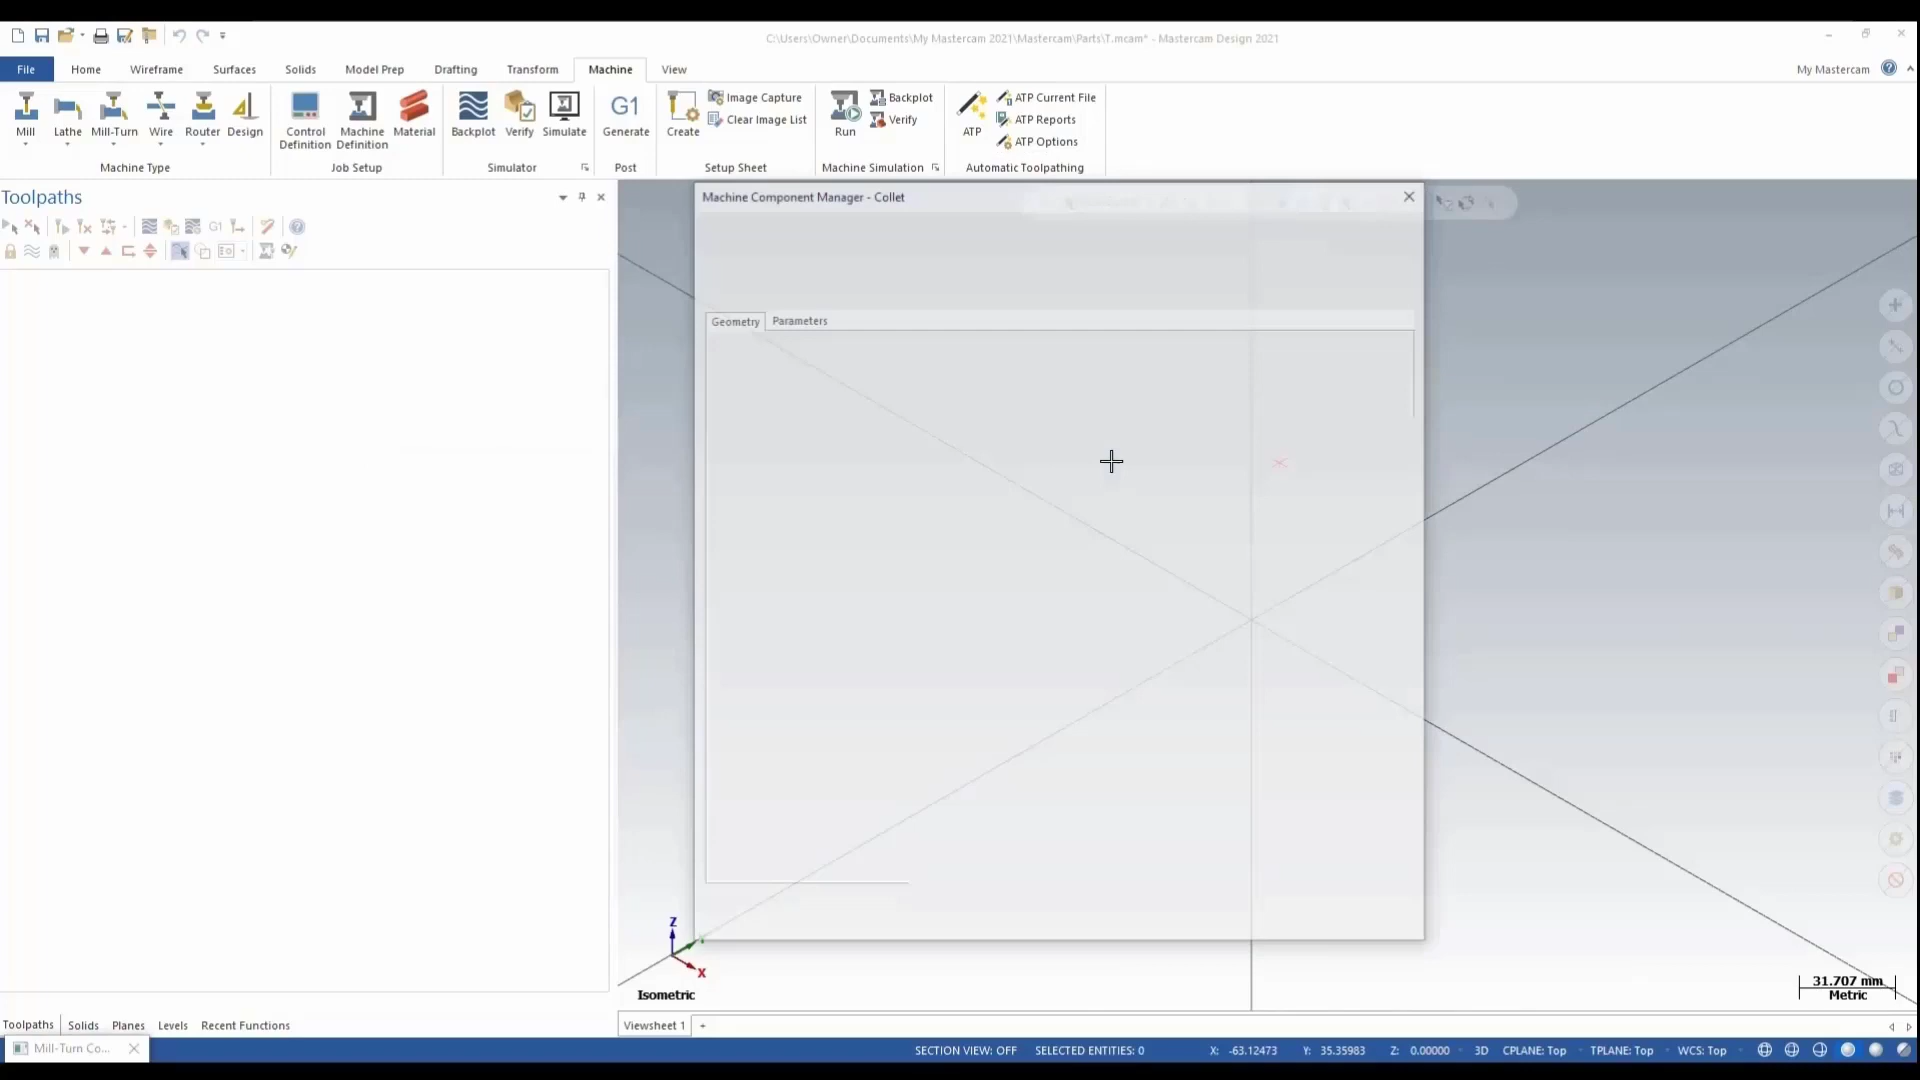 C:\Users\Owner\Documents\My Mastercam 2021\Mastercam\Parts\T.mcam* - Mastercam Design 2021
File Home Wireframe Surfaces Solids Model Prep Drafting Transform Machine View My Mastercam
Mill Lathe Mill-Turn Wire Router Design
Machine Type
Control Definition Machine Definition Material
Job Setup
Backplot Verify Simulate
Simulator
G1
Generate
Post
Create Image Capture
Clear Image List
Setup Sheet
Run Backplot
Verify
Machine Simulation
ATP ATP Current File
ATP Reports
ATP Options
Automatic Toolpathing
Toolpaths
G1
Machine Component Manager - Collet
Geometry Parameters
Z
X
Isometric
31.707 mm
Metric
Toolpaths Solids Planes Levels Recent Functions
Viewsheet 1 +
Mill-Turn Co...
SECTION VIEW: OFF SELECTED ENTITIES: 0 X: -63.12473 Y: 35.35983 Z: 0.00000 3D CPLANE: Top TPLANE: Top WCS: Top